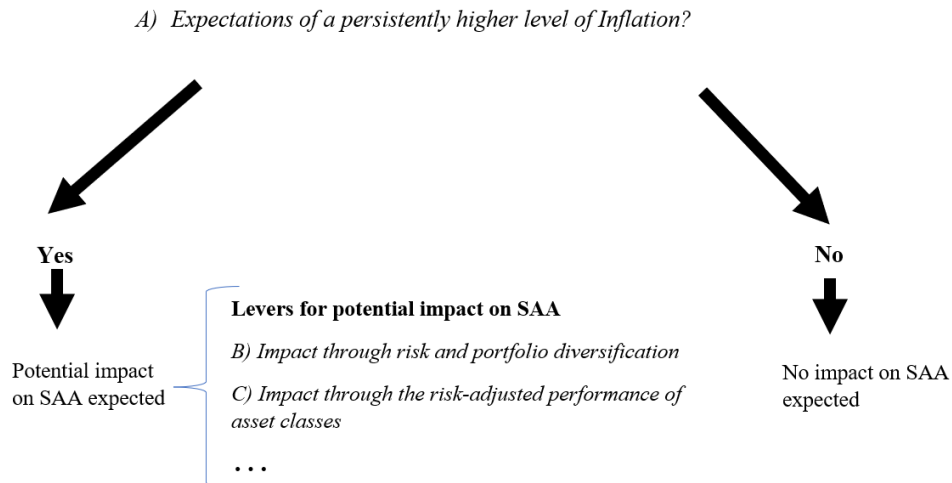 A) Expectations of a persistently higher level of Inflation?
Yes
No
Levers for potential impact on SAA
B) Impact through risk and portfolio diversification
C) Impact through the risk-adjusted performance of
asset classes
...
Potential impact
on SAA expected
No impact on SAA
expected